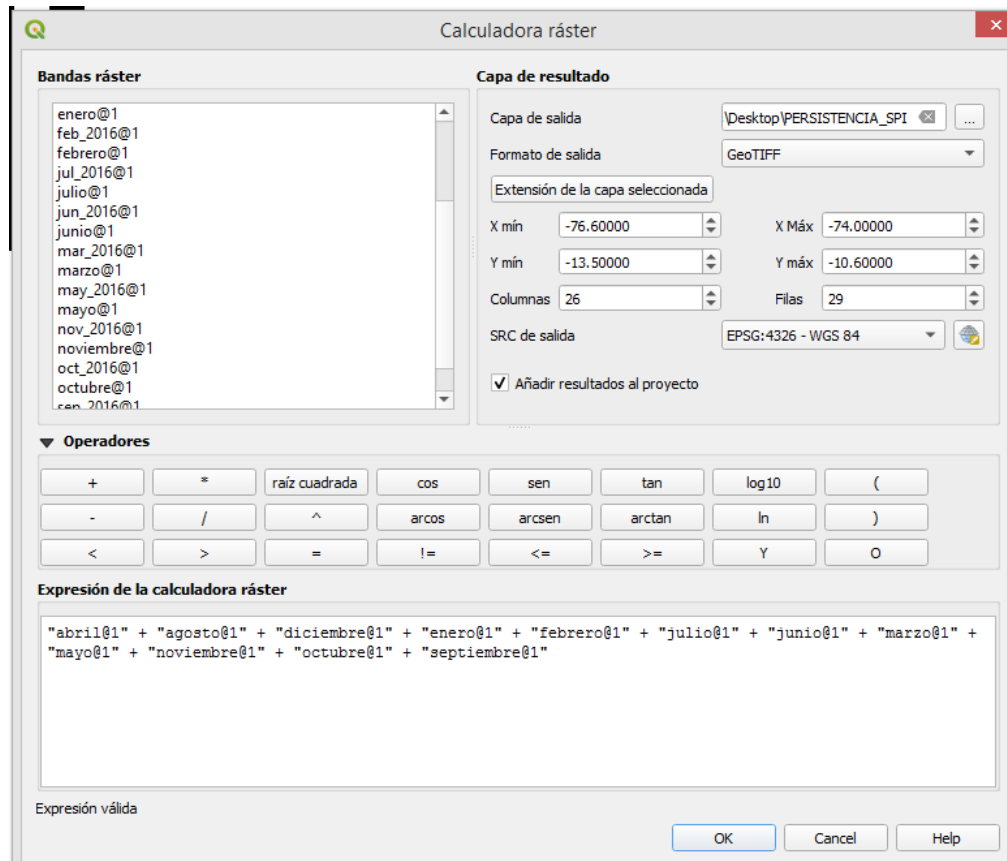 Calculadora ráster
Bandas ráster
enero@1
feb_2016@1
febrero@1
jul_2016@1
julio@1
jun_2016@1
junio@1
mar_2016@1
marzo@1
may_2016@1
mayo@1
nov_2016@1
noviembre@1
oct_2016@1
octubre@1
sep_2016@1
Capa de resultado
Capa de salida \Desktop\PERSISTENCIA_SPI ...
Formato de salida GeoTIFF
Extensión de la capa seleccionada
X mín -76.60000 X Máx -74.00000
Y mín -13.50000 Y máx -10.60000
Columnas 26 Filas 29
SRC de salida EPSG:4326 - WGS 84
Añadir resultados al proyecto
Operadores
+ * raíz cuadrada cos sen tan log10 (
- / ^ arcos arcsen arctan ln )
< > = != <= >= Y O
Expresión de la calculadora ráster
"abril@1" + "agosto@1" + "diciembre@1" + "enero@1" + "febrero@1" + "julio@1" + "junio@1" + "marzo@1" +
"mayo@1" + "noviembre@1" + "octubre@1" + "septiembre@1"
Expresión válida
OK Cancel Help